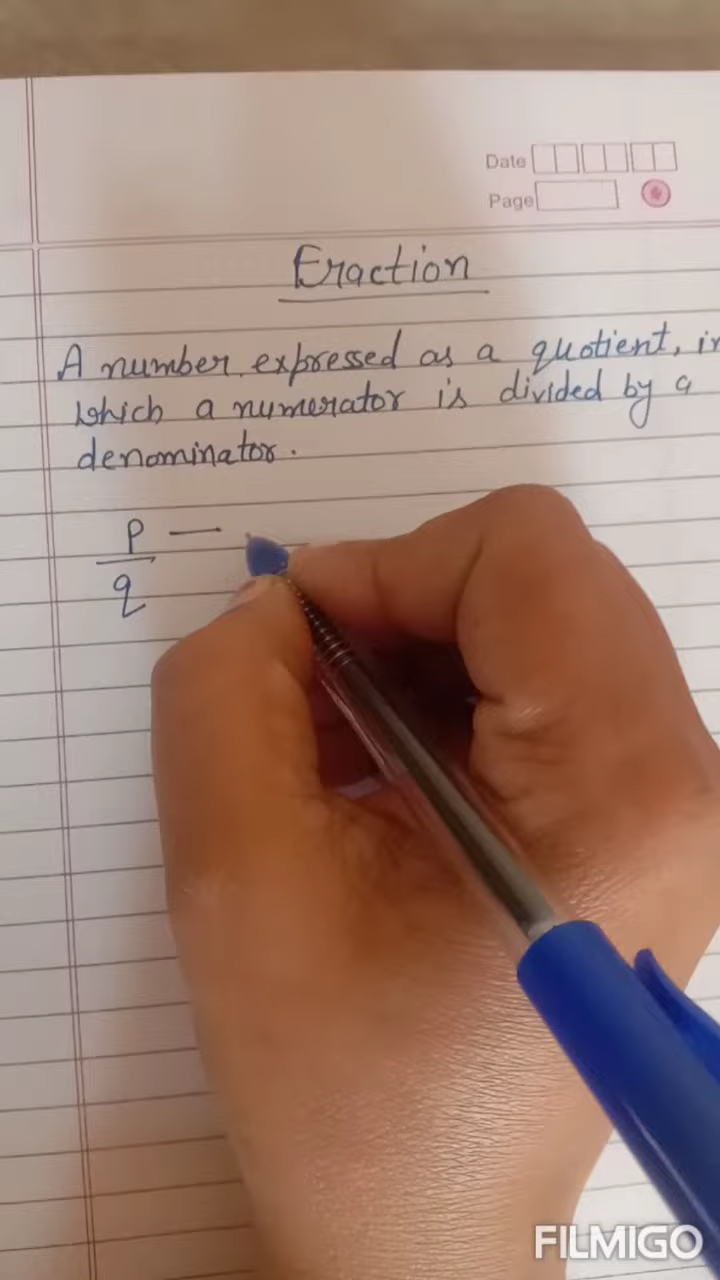 Date
Page
Fraction
A number expressed as a quotient, in
which a numerator is divided by a
denominator.
p —
q
FILMIGO